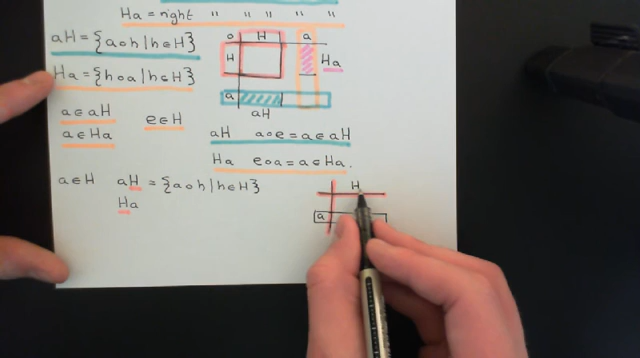 Ha = right " " " "
aH = {a∘h | h∈H}
Ha = {h∘a | h∈H}
∘ H a
H Ha
a
aH
a∈aH e∈H
a∈Ha
aH a∘e = a∈aH
Ha e∘a = a∈Ha.
a∈H aH = {a∘h | h∈H}
Ha
H
a